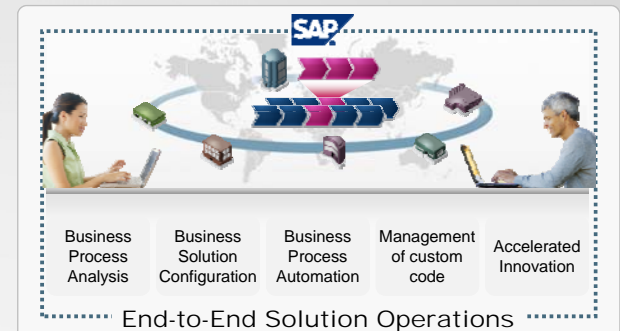 SAP
Business
Process
Analysis
Business
Solution
Configuration
Business
Process
Automation
Management
of custom
code
Accelerated
Innovation
End-to-End Solution Operations